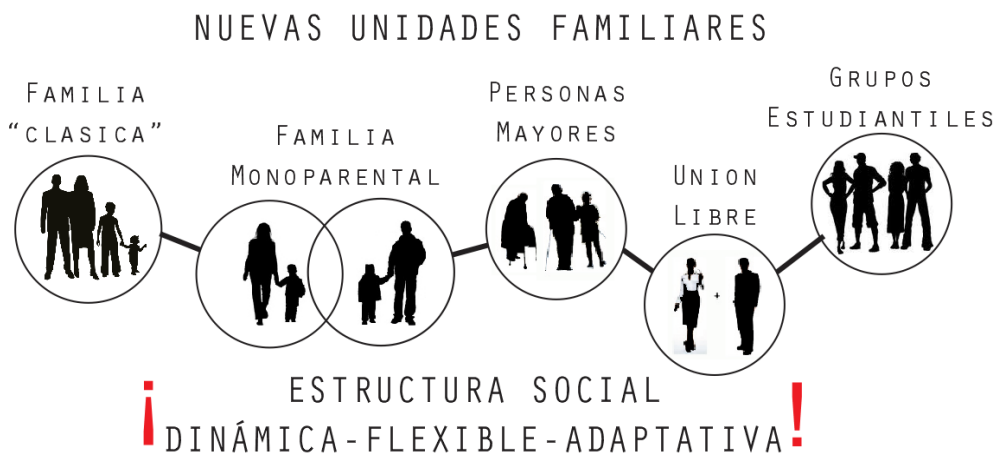 NUEVAS UNIDADES FAMILIARES
FAMILIA
“CLASICA”
FAMILIA
MONOPARENTAL
PERSONAS
MAYORES
UNION
LIBRE
GRUPOS
ESTUDIANTILES
+
¡ESTRUCTURA SOCIAL
DINÁMICA-FLEXIBLE-ADAPTATIVA!